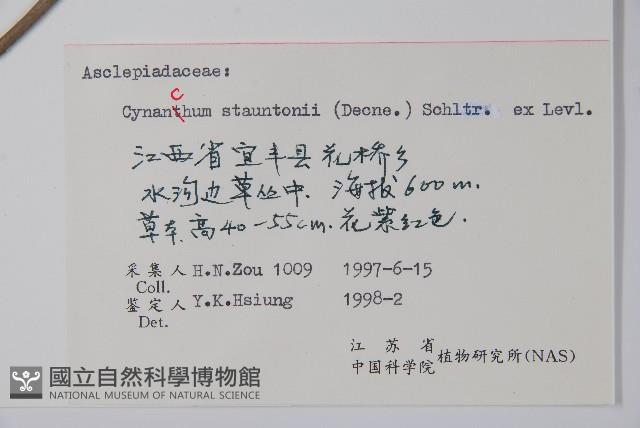 Asclepiadaceae:
c
Cynanthum stauntonii (Decne.) Schltr. ex Levl.
江西省宜丰县花桥乡
水沟边草丛中. 海拔600m.
草本, 高40-55cm. 花紫红色.
采集人 H.N.Zou 1009 1997-6-15
Coll.
鉴定人 Y.K.Hsiung 1998-2
Det.
江苏省
中国科学院 植物研究所(NAS)
國立自然科學博物館
NATIONAL MUSEUM OF NATURAL SCIENCE